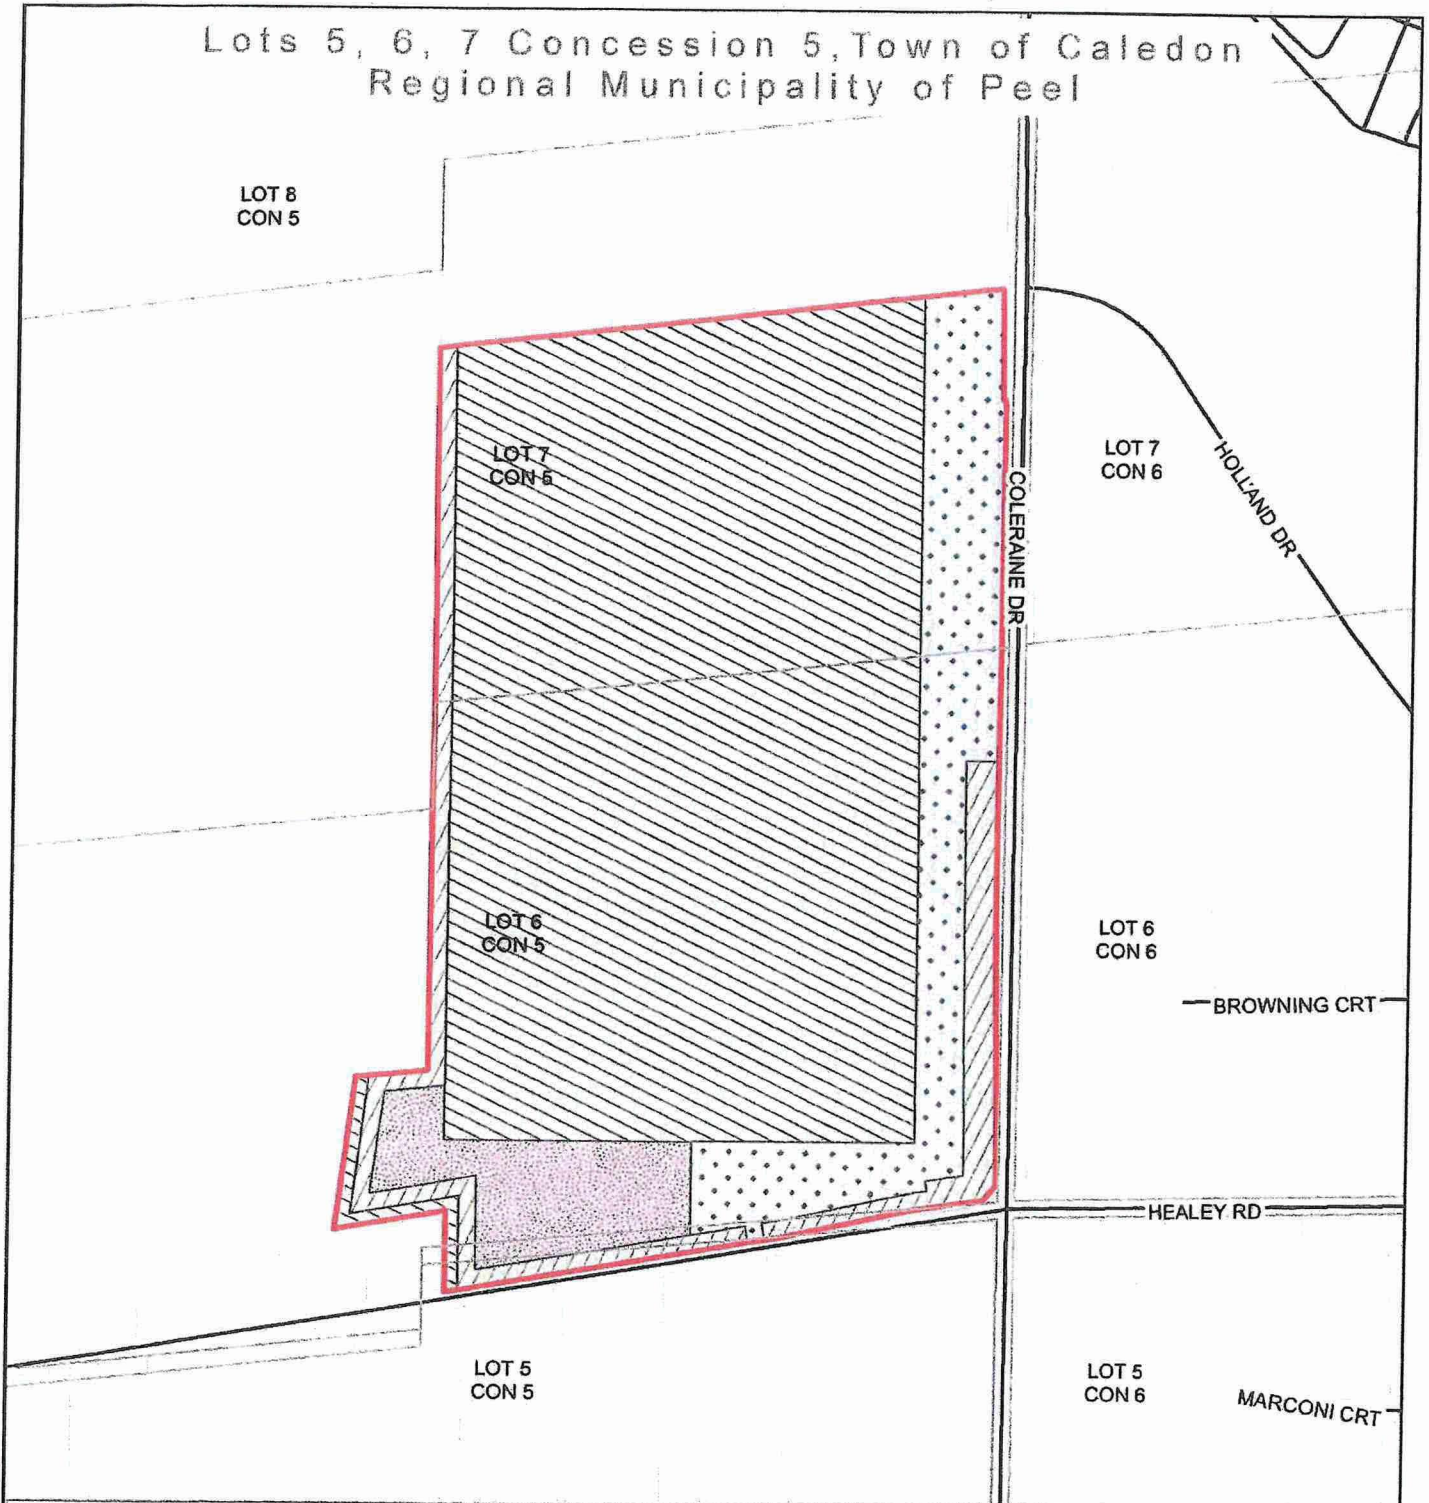 Lots 5, 6, 7 Concession 5, Town of Caledon
Regional Municipality of Peel
LOT 8
CON 5
LOT 7
CON 5
LOT 7
CON 6
HOLLAND DR
COLERAINE DR
LOT 6
CON 5
LOT 6
CON 6
BROWNING CRT
HEALEY RD
LOT 5
CON 5
LOT 5
CON 6
MARCONI CRT